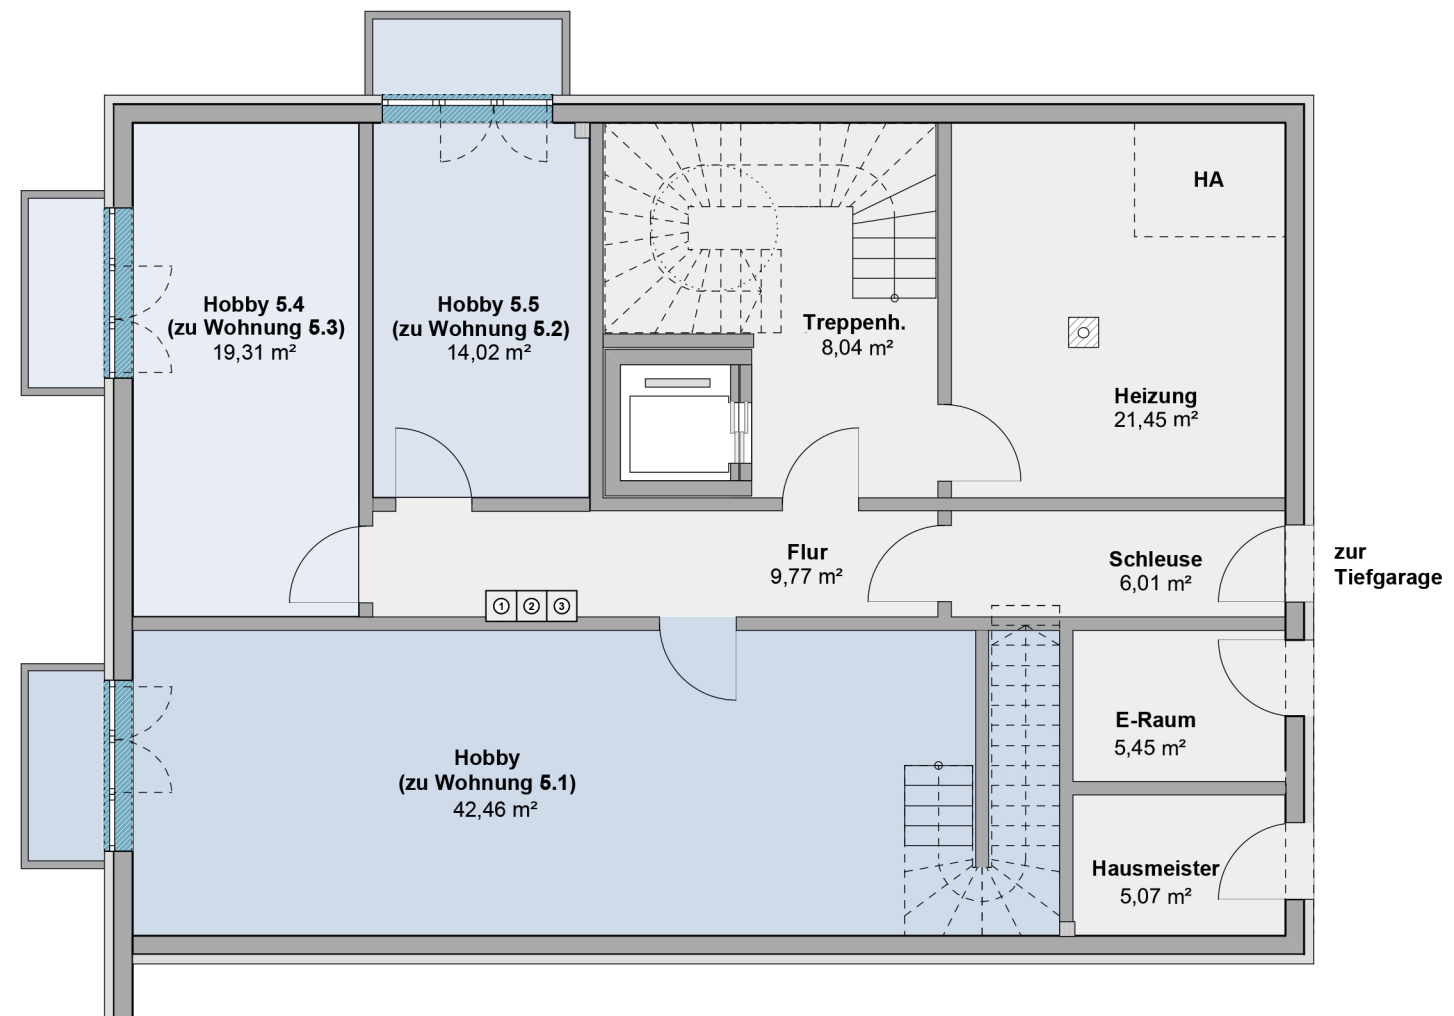 HA
Hobby 5.4
(zu Wohnung 5.3)
19,31 m²
Hobby 5.5
(zu Wohnung 5.2)
14,02 m²
Treppenh.
8,04 m²
Heizung
21,45 m²
Flur
9,77 m²
Schleuse
6,01 m²
zur
Tiefgarage
1 2 3
E-Raum
5,45 m²
Hobby
(zu Wohnung 5.1)
42,46 m²
Hausmeister
5,07 m²